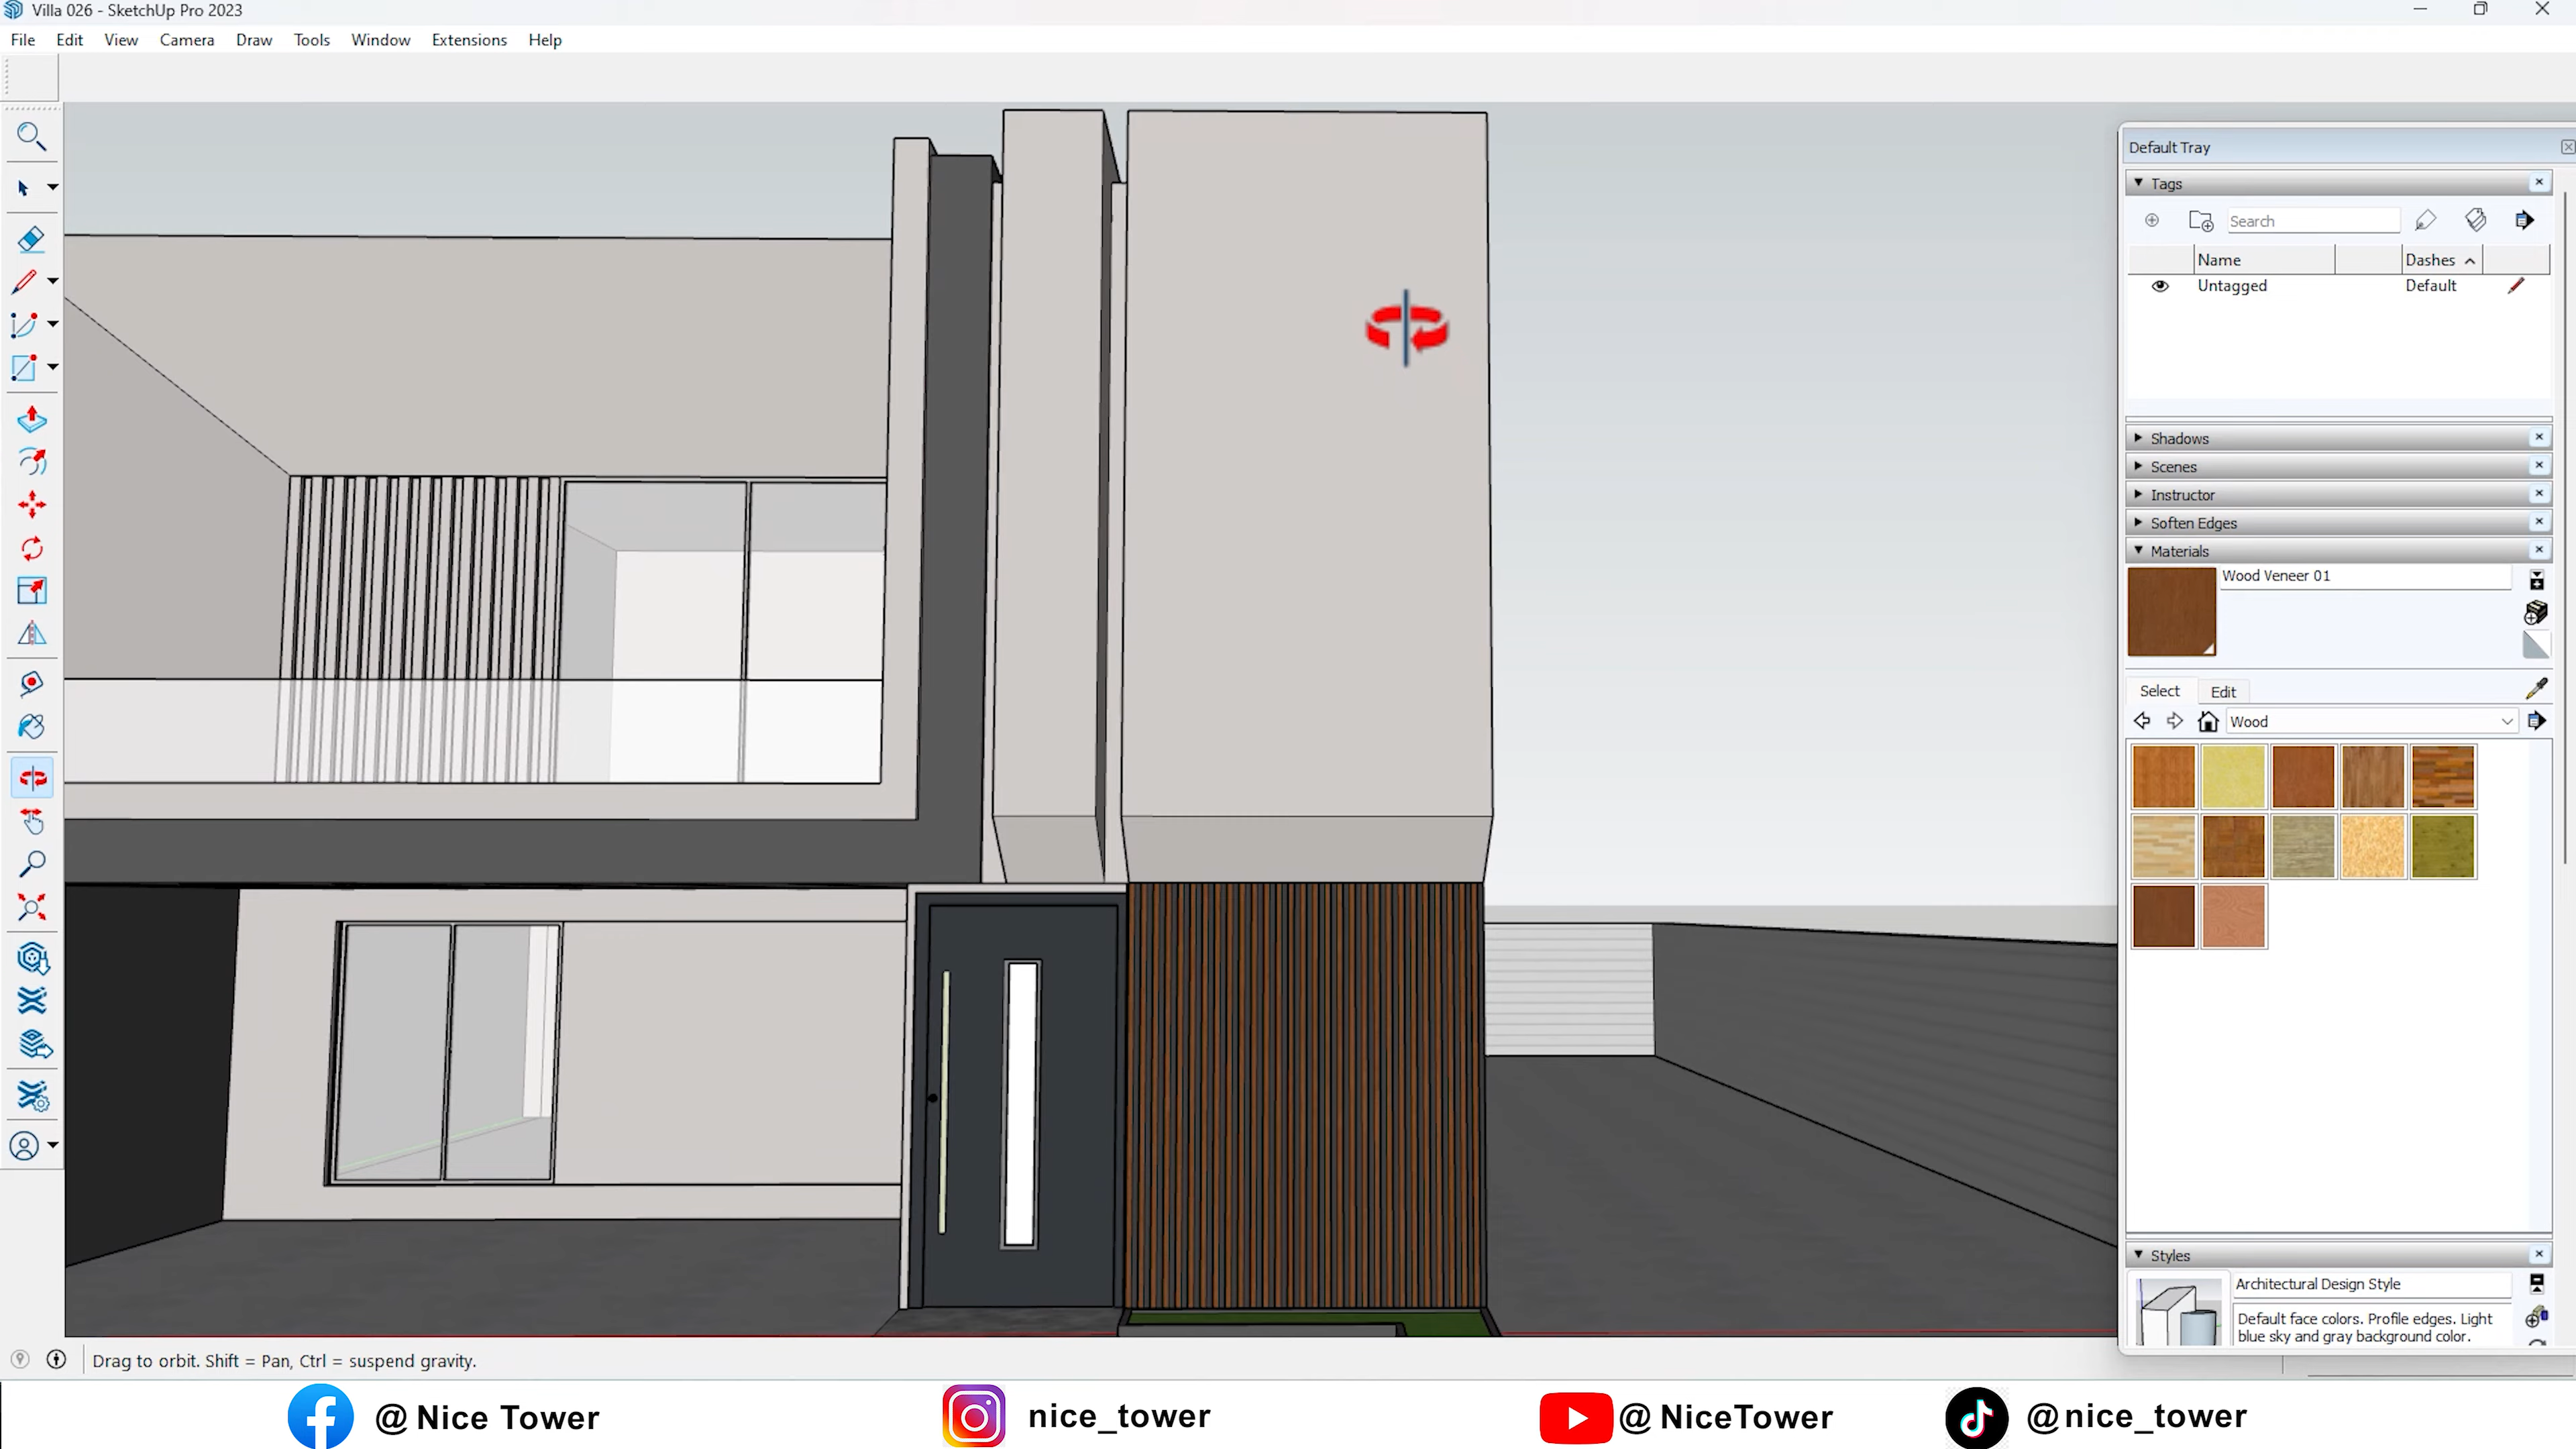 Villa 026 - SketchUp Pro 2023
File Edit View Camera Draw Tools Window Extensions Help
Default Tray
Tags
Search
Name Dashes
Untagged Default
Shadows
Scenes
Instructor
Soften Edges
Materials
Wood Veneer 01
Select Edit
Wood
Styles
Architectural Design Style
Default face colors. Profile edges. Light
blue sky and gray background color.
Drag to orbit. Shift = Pan, Ctrl = suspend gravity.
@ Nice Tower nice_tower @ NiceTower @nice_tower